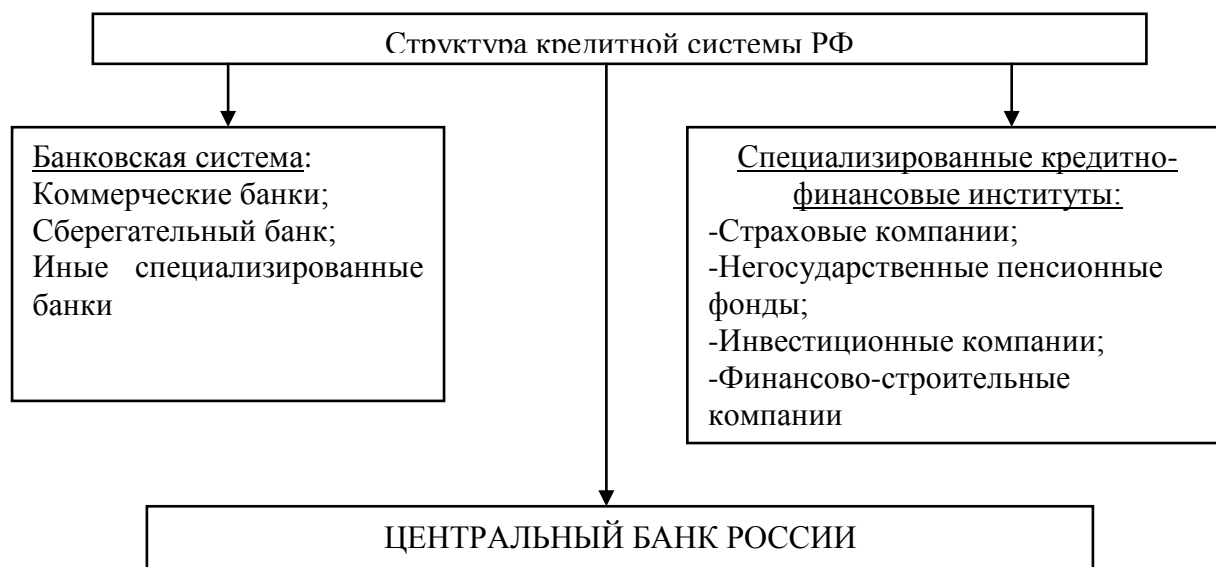 Структура кредитной системы РФ
Банковская система:
Коммерческие банки;
Сберегательный банк;
Иные специализированные
банки
Специализированные кредитно-
финансовые институты:
-Страховые компании;
-Негосударственные пенсионные
фонды;
-Инвестиционные компании;
-Финансово-строительные
компании
ЦЕНТРАЛЬНЫЙ БАНК РОССИИ